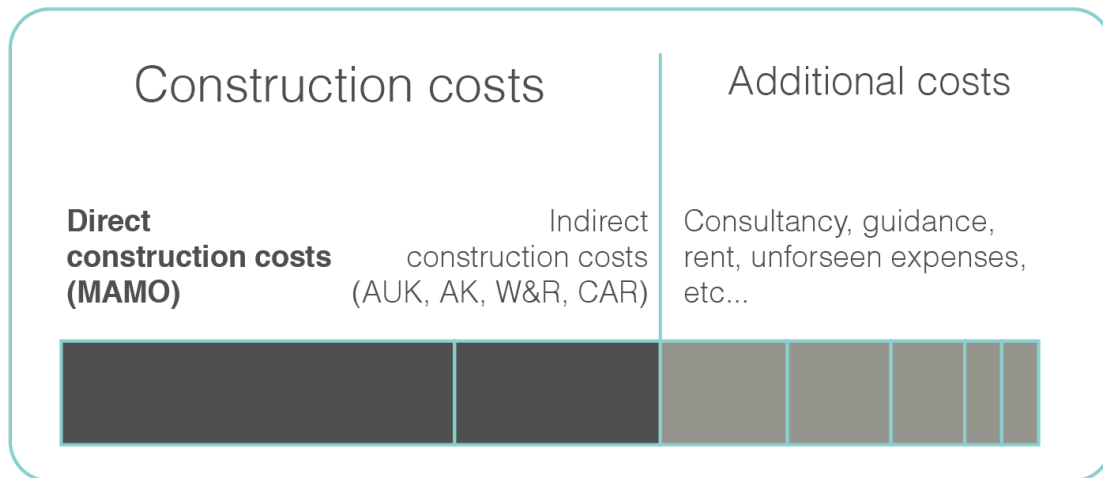 Construction costs
Additional costs
Direct
construction costs
(MAMO)
Indirect
construction costs
(AUK, AK, W&R, CAR)
Consultancy, guidance,
rent, unforseen expenses,
etc...